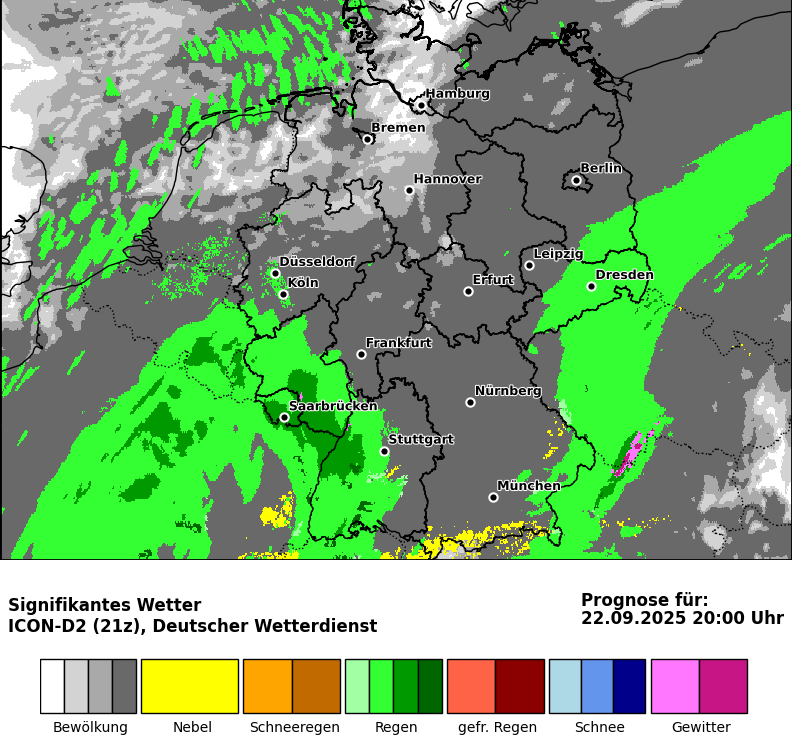 Hamburg
Bremen
Berlin
Hannover
Düsseldorf
Leipzig
Köln
Erfurt
Dresden
Frankfurt
Nürnberg
Saarbrücken
Stuttgart
München
Signifikantes Wetter
ICON-D2 (21z), Deutscher Wetterdienst
Prognose für:
22.09.2025 20:00 Uhr
Bewölkung
Nebel
Schneeregen
Regen
gefr. Regen
Schnee
Gewitter